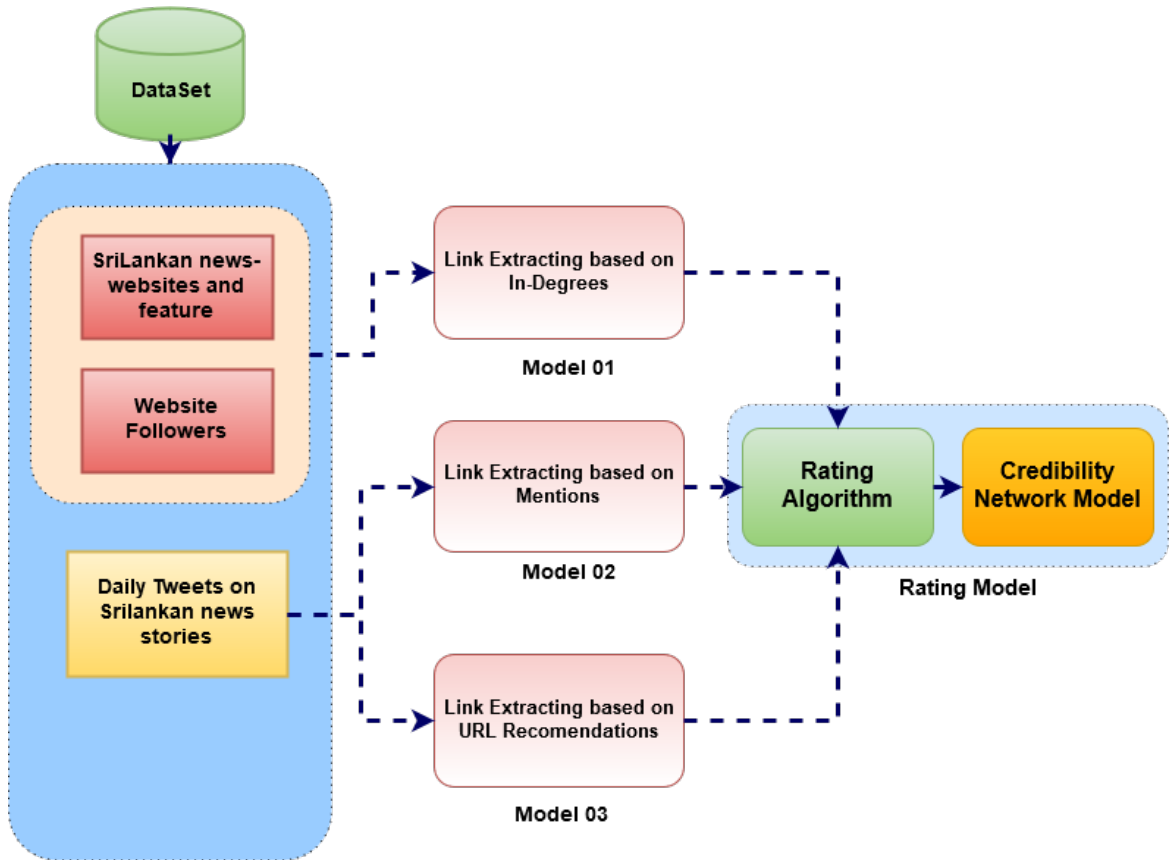 DataSet
SriLankan news-
websites and
feature
Website
Followers
Daily Tweets on
Srilankan news
stories
Link Extracting based on
In-Degrees
Model 01
Link Extracting based on
Mentions
Model 02
Link Extracting based on
URL Recomendations
Model 03
Rating
Algorithm
Credibility
Network Model
Rating Model